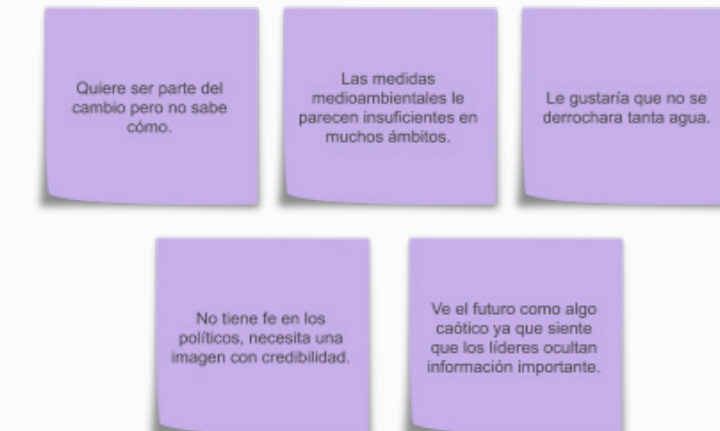 Quiere ser parte del
cambio pero no sabe
cómo.
Las medidas
medioambientales le
parecen insuficientes en
muchos ámbitos.
Le gustaría que no se
derrochara tanta agua.
No tiene fe en los
políticos, necesita una
imagen con credibilidad.
Ve el futuro como algo
caótico ya que siente
que los líderes ocultan
información importante.